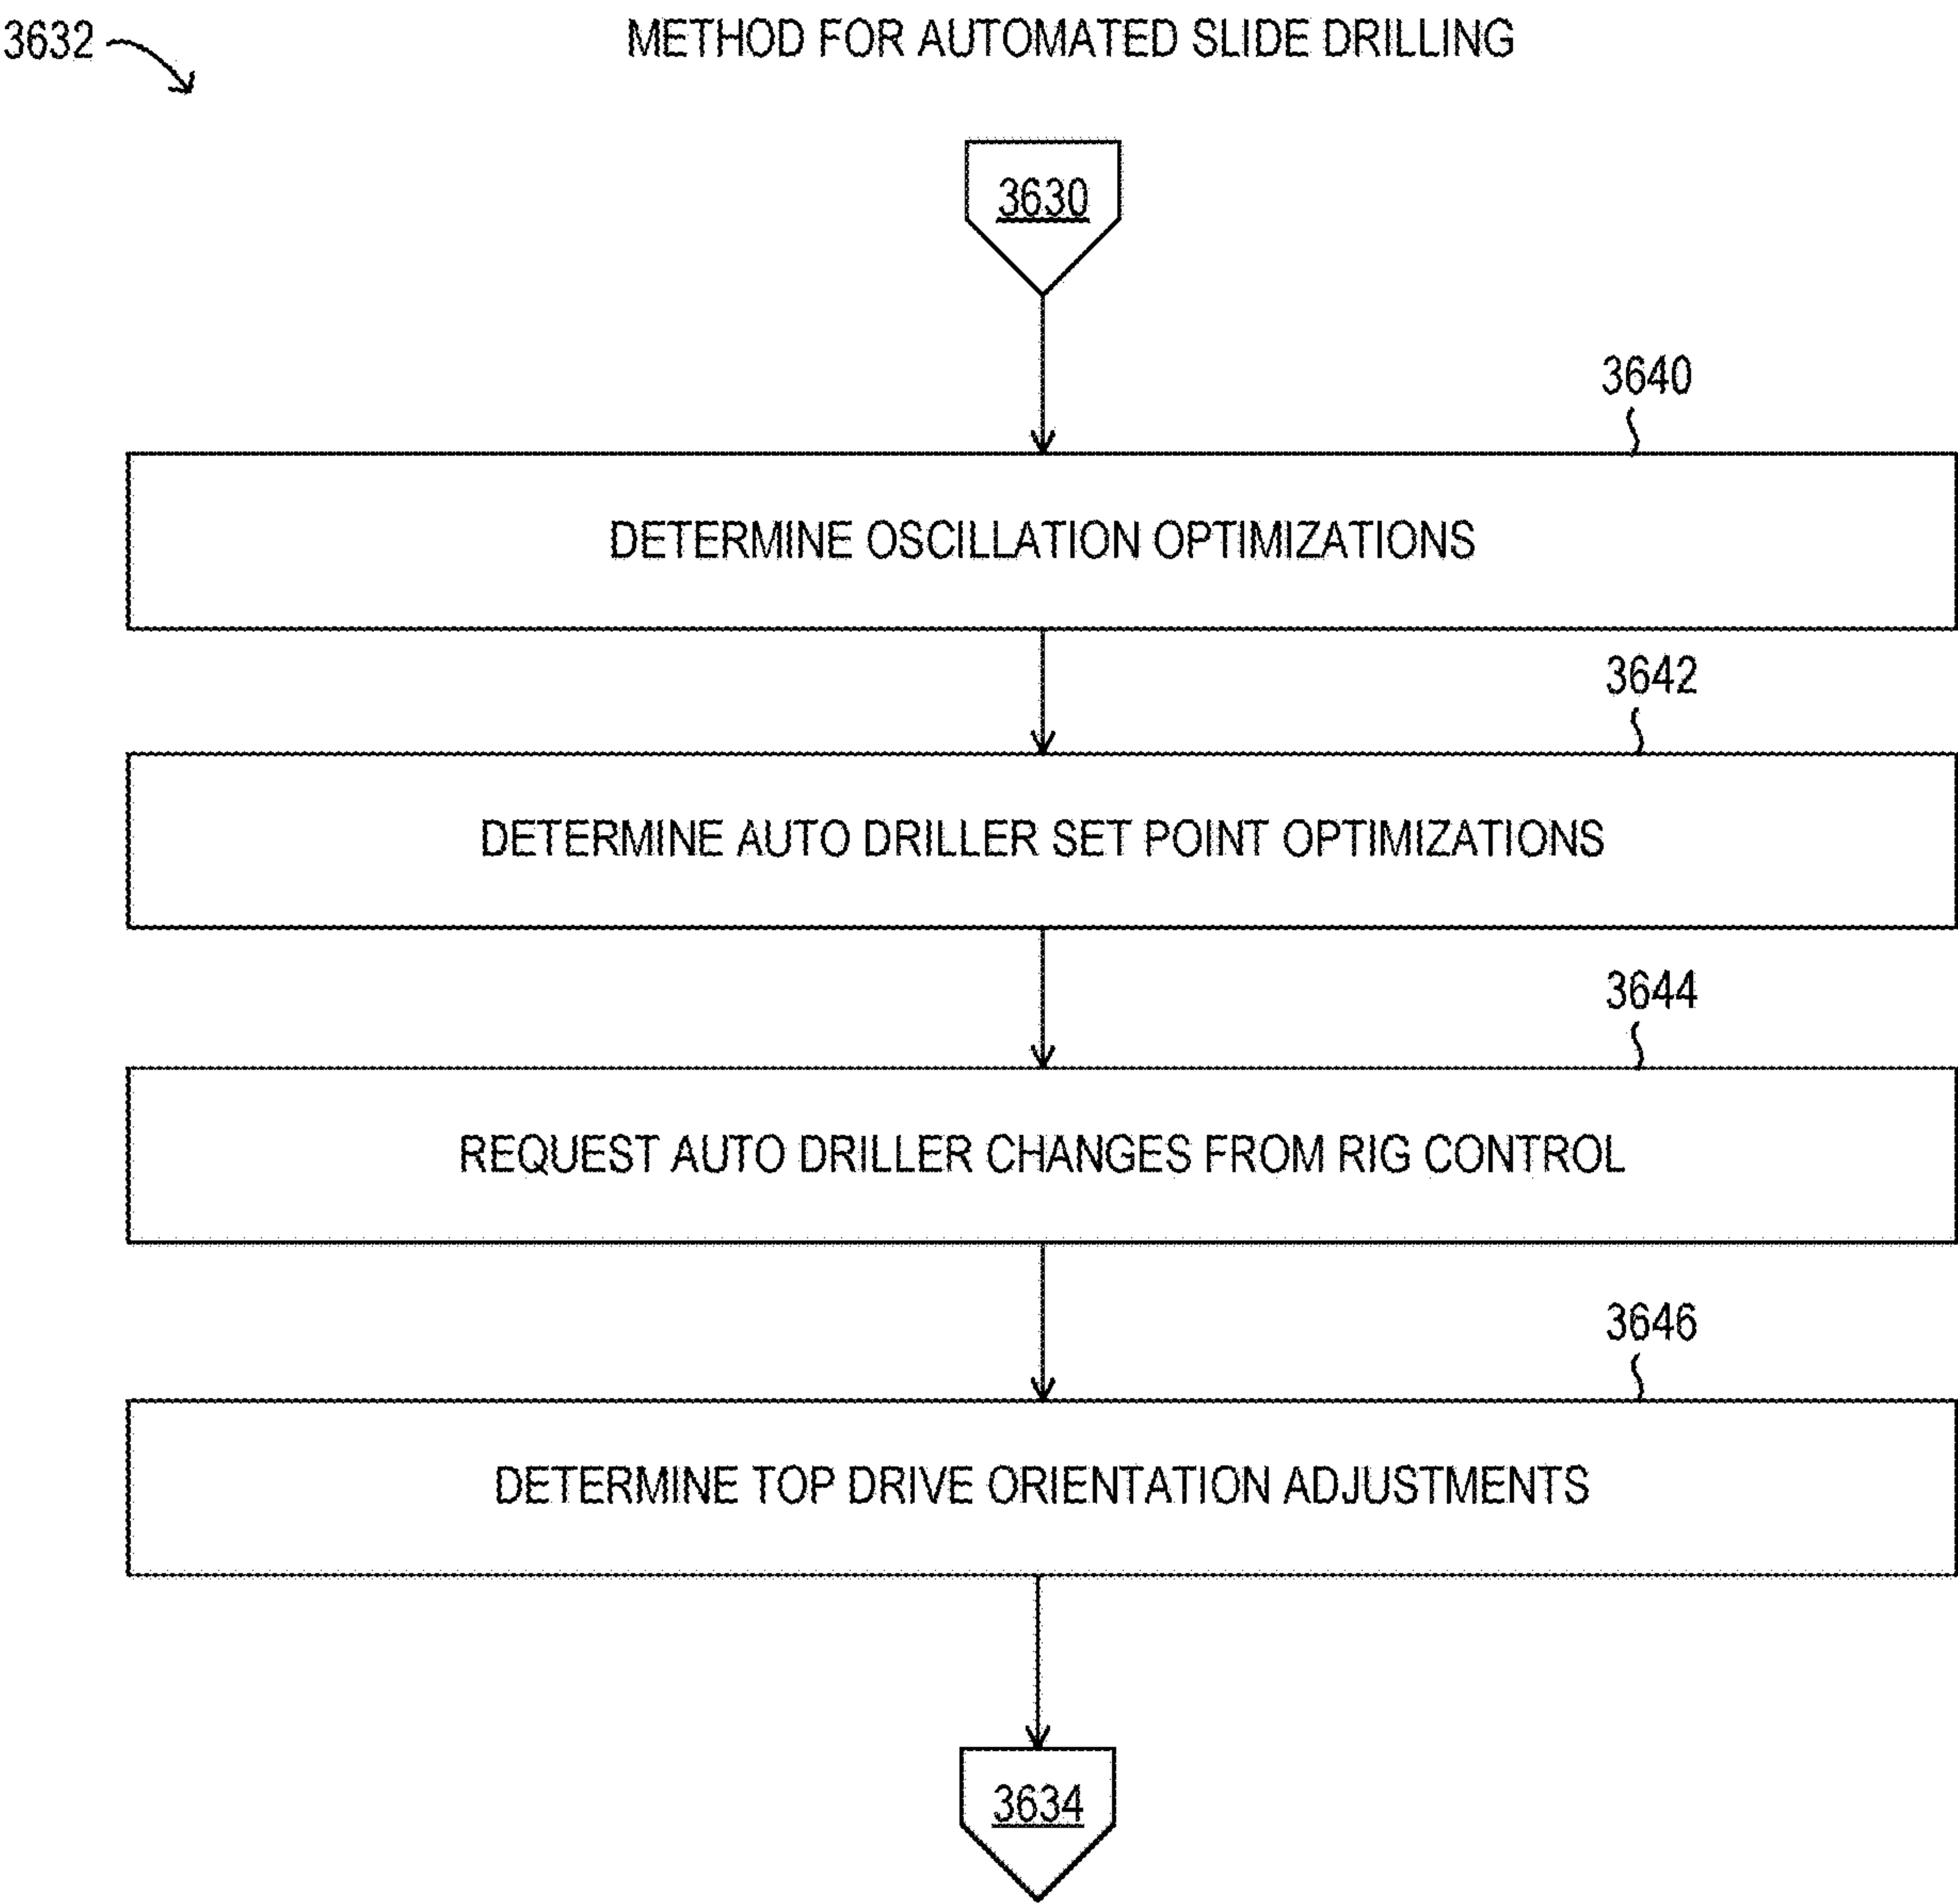 3632
METHOD FOR AUTOMATED SLIDE DRILLING
3630
3640
DETERMINE OSCILLATION OPTIMIZATIONS
3642
DETERMINE AUTO DRILLER SET POINT OPTIMIZATIONS
3644
REQUEST AUTO DRILLER CHANGES FROM RIG CONTROL
3646
DETERMINE TOP DRIVE ORIENTATION ADJUSTMENTS
3634